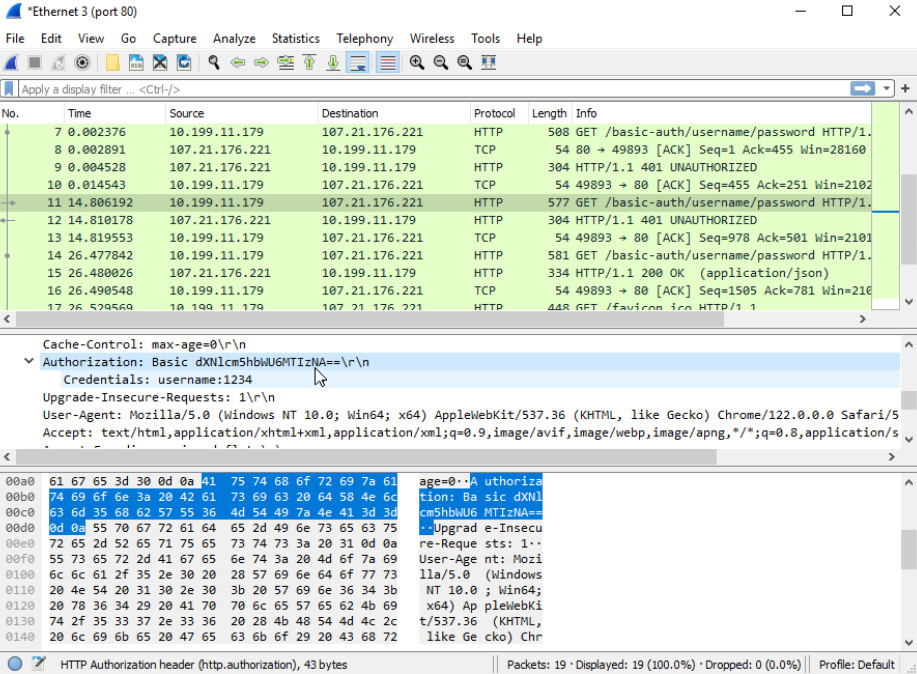 *Ethernet 3 (port 80)
File Edit View Go Capture Analyze Statistics Telephony Wireless Tools Help
Apply a display filter ... <Ctrl-/>
No. Time Source Destination Protocol Length Info
7 0.002376 10.199.11.179 107.21.176.221 HTTP 508 GET /basic-auth/username/password HTTP/1.
8 0.002891 107.21.176.221 10.199.11.179 TCP 54 80 → 49893 [ACK] Seq=1 Ack=455 Win=28160
9 0.004528 107.21.176.221 10.199.11.179 HTTP 304 HTTP/1.1 401 UNAUTHORIZED
10 0.014543 10.199.11.179 107.21.176.221 TCP 54 49893 → 80 [ACK] Seq=455 Ack=251 Win=2102
11 14.806192 10.199.11.179 107.21.176.221 HTTP 577 GET /basic-auth/username/password HTTP/1.
12 14.810178 107.21.176.221 10.199.11.179 HTTP 304 HTTP/1.1 401 UNAUTHORIZED
13 14.819553 10.199.11.179 107.21.176.221 TCP 54 49893 → 80 [ACK] Seq=978 Ack=501 Win=2101
14 26.477842 10.199.11.179 107.21.176.221 HTTP 581 GET /basic-auth/username/password HTTP/1.
15 26.480026 107.21.176.221 10.199.11.179 HTTP 334 HTTP/1.1 200 OK (application/json)
16 26.490548 10.199.11.179 107.21.176.221 TCP 54 49893 → 80 [ACK] Seq=1505 Ack=781 Win=210
17 26.529569 10.199.11.179 107.21.176.221 HTTP 448 GET /favicon.ico HTTP/1.1
Cache-Control: max-age=0\r\n
Authorization: Basic dXNlcm5hbWU6MTIzNA==\r\n
Credentials: username:1234
Upgrade-Insecure-Requests: 1\r\n
User-Agent: Mozilla/5.0 (Windows NT 10.0; Win64; x64) AppleWebKit/537.36 (KHTML, like Gecko) Chrome/122.0.0.0 Safari/5
Accept: text/html,application/xhtml+xml,application/xml;q=0.9,image/avif,image/webp,image/apng,*/*;q=0.8,application/s
00a0 61 67 65 3d 30 0d 0a 41 75 74 68 6f 72 69 7a 61 age=0··A uthoriza
00b0 74 69 6f 6e 3a 20 42 61 73 69 63 20 64 58 4e 6c tion: Ba sic dXNl
00c0 63 6d 35 68 62 57 55 36 4d 54 49 7a 4e 41 3d 3d cm5hbWU6 MTIzNA==
00d0 0d 0a 55 70 67 72 61 64 65 2d 49 6e 73 65 63 75 ··Upgrad e-Insecu
00e0 72 65 2d 52 65 71 75 65 73 74 73 3a 20 31 0d 0a re-Reque sts: 1··
00f0 55 73 65 72 2d 41 67 65 6e 74 3a 20 4d 6f 7a 69 User-Age nt: Mozi
0100 6c 6c 61 2f 35 2e 30 20 28 57 69 6e 64 6f 77 73 lla/5.0 (Windows
0110 20 4e 54 20 31 30 2e 30 3b 20 57 69 6e 36 34 3b NT 10.0 ; Win64;
0120 20 78 36 34 29 20 41 70 70 6c 65 57 65 62 4b 69 x64) Ap pleWebKi
0130 74 2f 35 33 37 2e 33 36 20 28 4b 48 54 4d 4c 2c t/537.36 (KHTML,
0140 20 6c 69 6b 65 20 47 65 63 6b 6f 29 20 43 68 72 like Ge cko) Chr
HTTP Authorization header (http.authorization), 43 bytes Packets: 19 · Displayed: 19 (100.0%) · Dropped: 0 (0.0%) Profile: Default